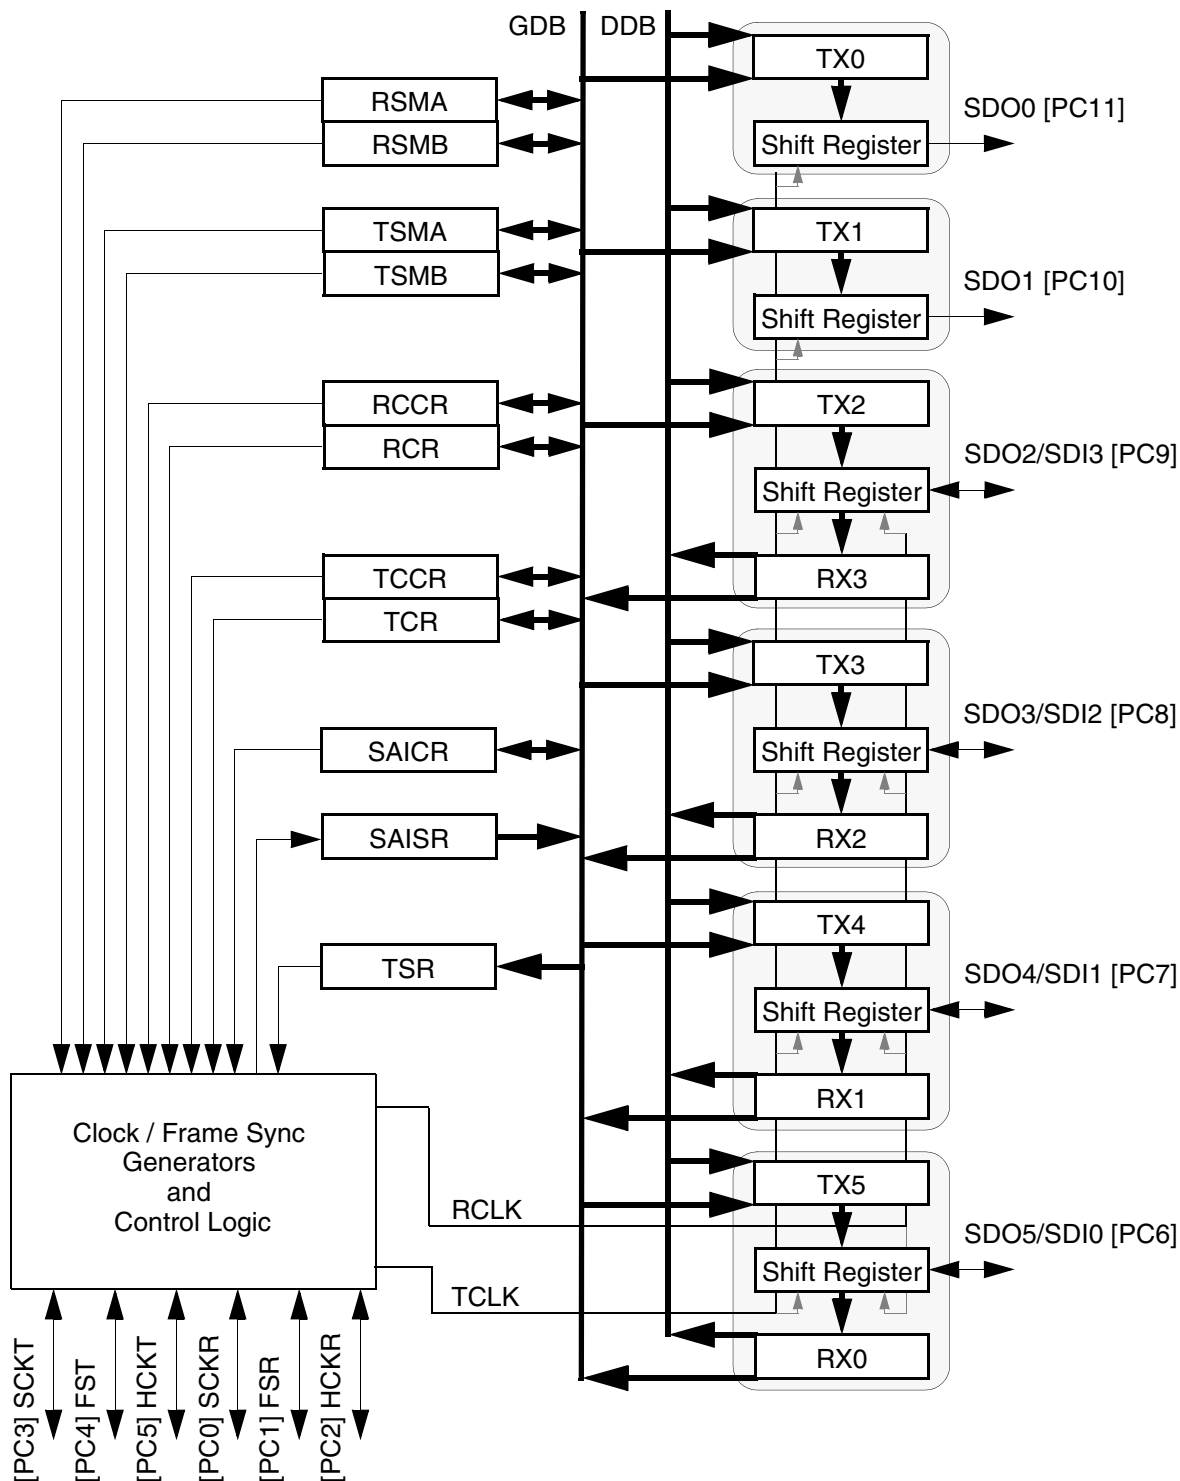 GDB DDB
TX0
RSMA
SDO0 [PC11]
RSMB
Shift Register
TSMA
TX1
TSMB
SDO1 [PC10]
Shift Register
RCCR
TX2
RCR
SDO2/SDI3 [PC9]
Shift Register
TCCR
RX3
TCR
TX3
SDO3/SDI2 [PC8]
SAICR
Shift Register
SAISR
RX2
TX4
TSR
SDO4/SDI1 [PC7]
Shift Register
RX1
Clock / Frame Sync
Generators
and
Control Logic
TX5
RCLK
SDO5/SDI0 [PC6]
Shift Register
TCLK
RX0
[PC3] SCKT
[PC4] FST
[PC5] HCKT
[PC0] SCKR
[PC1] FSR
[PC2] HCKR